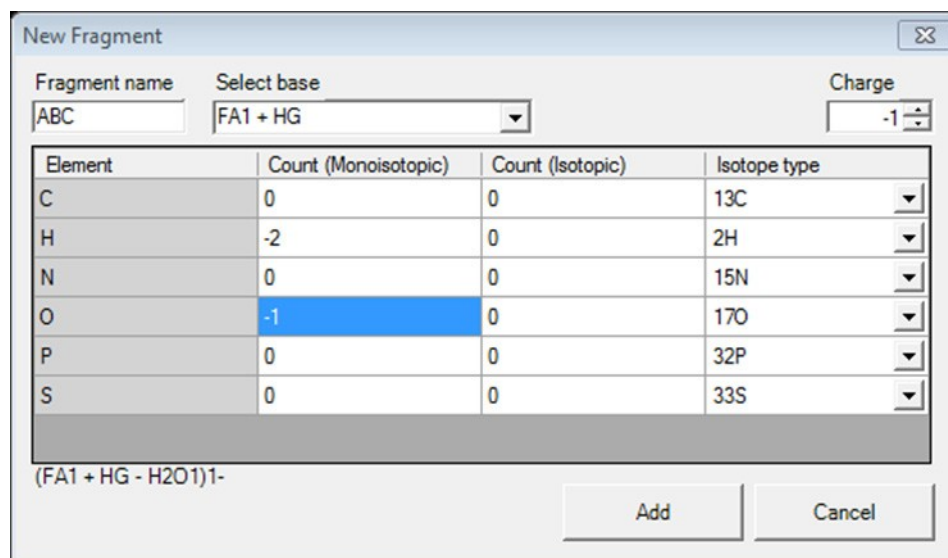 New Fragment
Fragment name Select base Charge
ABC FA1 + HG -1
Element Count (Monoisotopic) Count (Isotopic) Isotope type
C 0 0 13C
H -2 0 2H
N 0 0 15N
O -1 0 17O
P 0 0 32P
S 0 0 33S
(FA1 + HG - H2O1)1-
Add Cancel